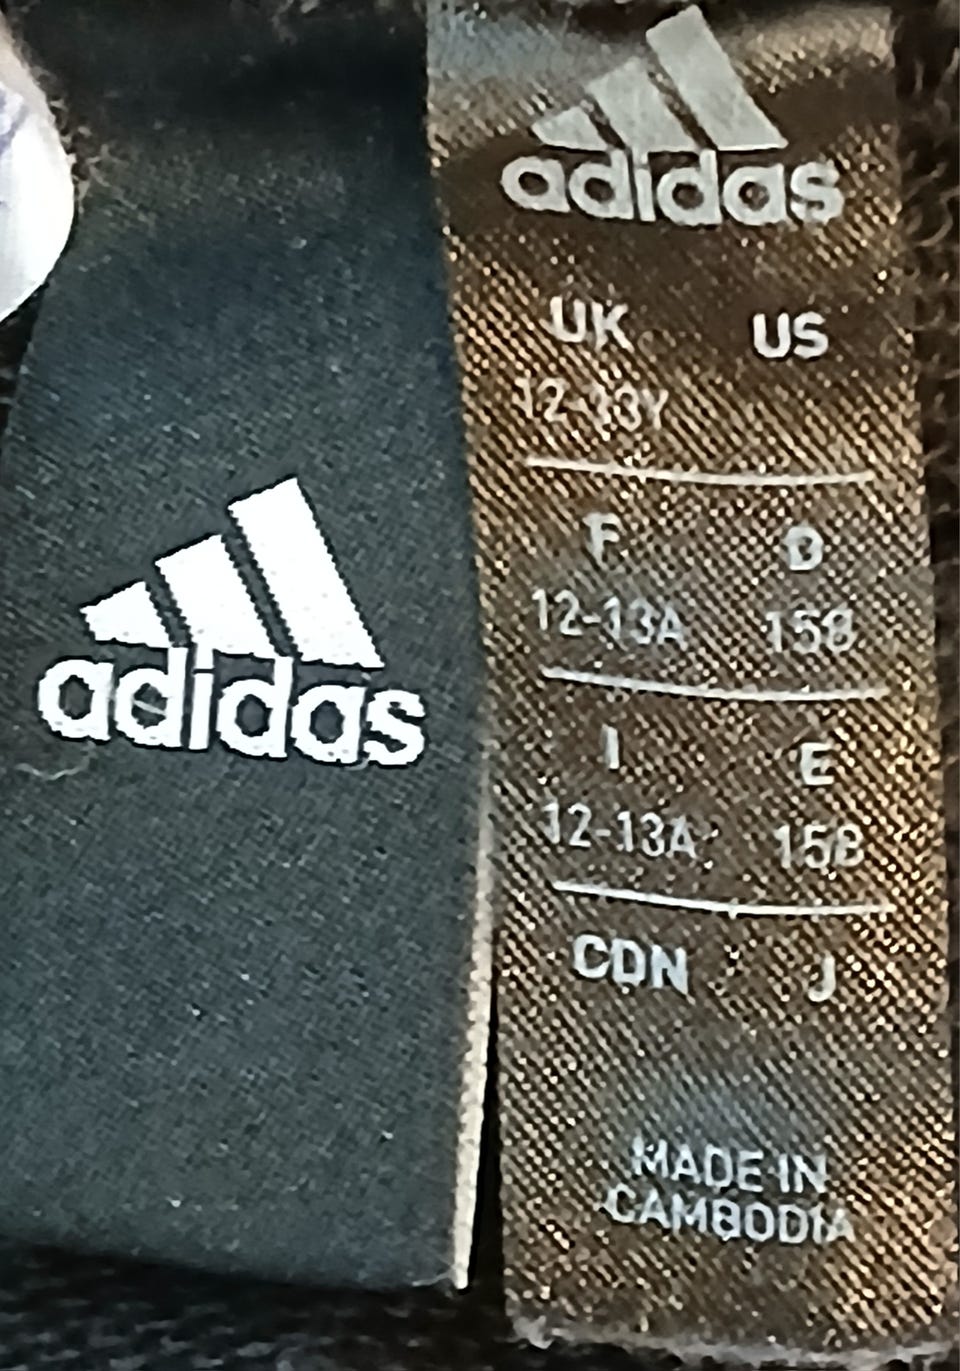 adidas
adidas
UK US
12-13Y
F D
12-13A 158
I E
12-13A 158
CDN J
MADE IN
CAMBODIA